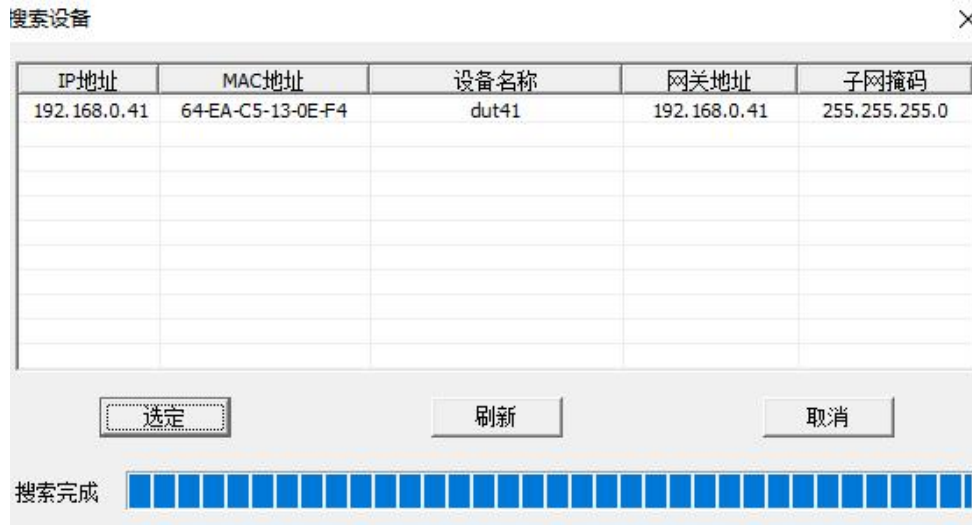 搜索设备
IP地址 MAC地址 设备名称 网关地址 子网掩码
192.168.0.41 64-EA-C5-13-0E-F4 dut41 192.168.0.41 255.255.255.0
选定 刷新 取消
搜索完成